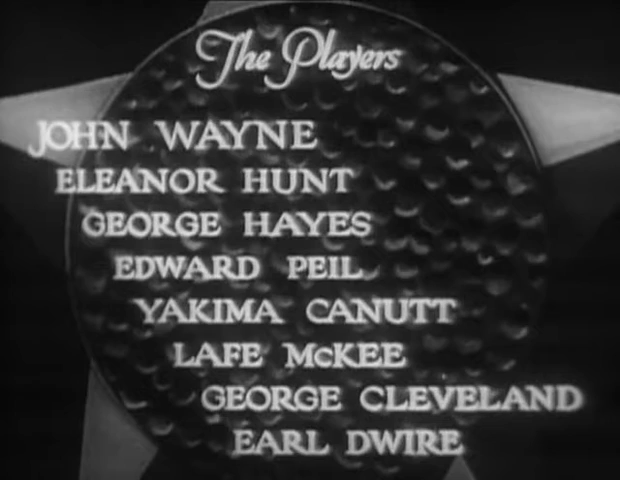 The Players
JOHN WAYNE
ELEANOR HUNT
GEORGE HAYES
EDWARD PEIL
YAKIMA CANUTT
LAFE McKEE
GEORGE CLEVELAND
EARL DWIRE